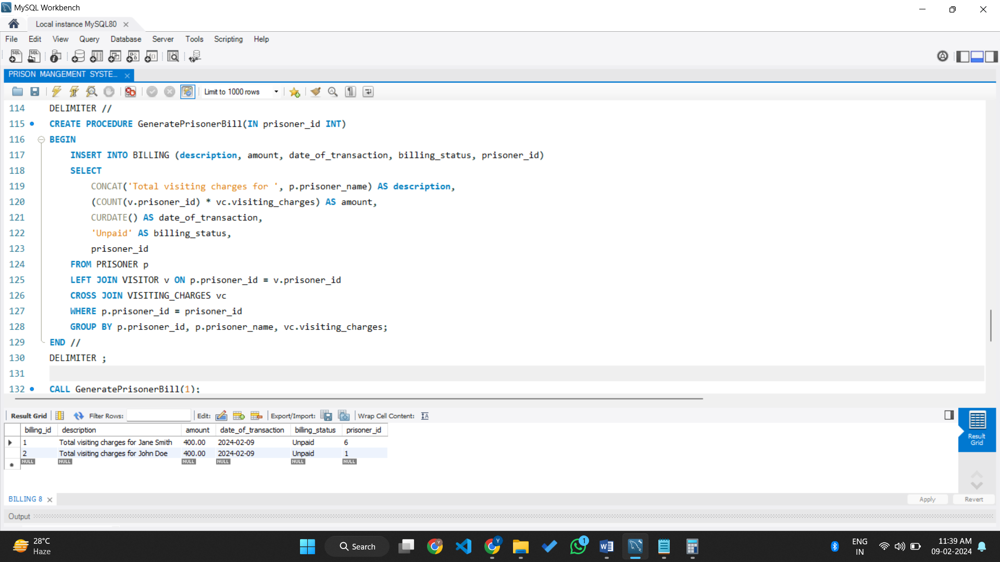 MySQL Workbench
Local instance MySQL80
File Edit View Query Database Server Tools Scripting Help
PRISON MANGEMENT SYSTE...
Limit to 1000 rows
114 DELIMITER //
115 CREATE PROCEDURE GeneratePrisonerBill(IN prisoner_id INT)
116 BEGIN
117 INSERT INTO BILLING (description, amount, date_of_transaction, billing_status, prisoner_id)
118 SELECT
119 CONCAT('Total visiting charges for ', p.prisoner_name) AS description,
120 (COUNT(v.prisoner_id) * vc.visiting_charges) AS amount,
121 CURDATE() AS date_of_transaction,
122 'Unpaid' AS billing_status,
123 prisoner_id
124 FROM PRISONER p
125 LEFT JOIN VISITOR v ON p.prisoner_id = v.prisoner_id
126 CROSS JOIN VISITING_CHARGES vc
127 WHERE p.prisoner_id = prisoner_id
128 GROUP BY p.prisoner_id, p.prisoner_name, vc.visiting_charges;
129 END //
130 DELIMITER ;
131
132 CALL GeneratePrisonerBill(1);
Result Grid Filter Rows: Edit: Export/Import: Wrap Cell Content:
billing_id description amount date_of_transaction billing_status prisoner_id
1 Total visiting charges for Jane Smith 400.00 2024-02-09 Unpaid 6
2 Total visiting charges for John Doe 400.00 2024-02-09 Unpaid 1
NULL NULL NULL NULL NULL NULL
Result
Grid
BILLING 8
Apply Revert
Output
28°C
Haze
Search
1
ENG
IN
11:39 AM
09-02-2024